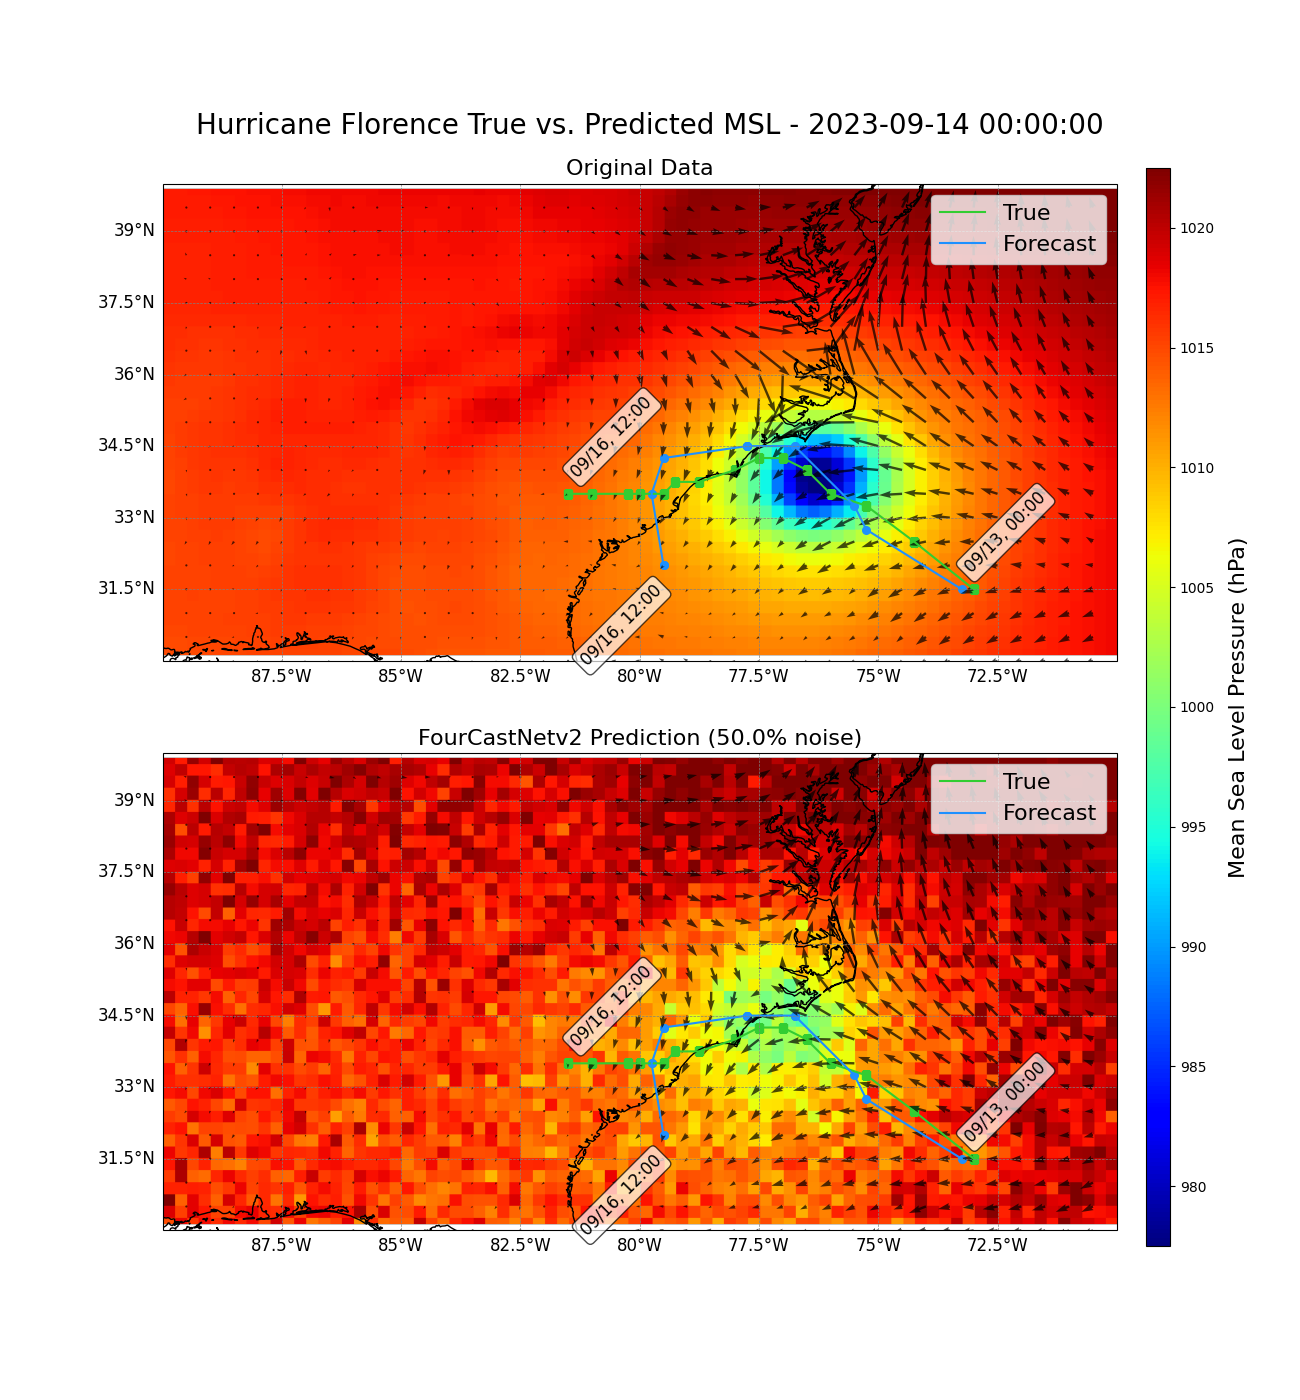 Hurricane Florence True vs. Predicted MSL - 2023-09-14 00:00:00
Original Data
True
Forecast
39°N
37.5°N
36°N
34.5°N
33°N
31.5°N
09/16, 12:00
09/13, 00:00
09/16, 12:00
87.5°W
85°W
82.5°W
80°W
77.5°W
75°W
72.5°W
FourCastNetv2 Prediction (50.0% noise)
True
Forecast
39°N
37.5°N
36°N
34.5°N
33°N
31.5°N
09/16, 12:00
09/13, 00:00
09/16, 12:00
87.5°W
85°W
82.5°W
80°W
77.5°W
75°W
72.5°W
1020
1015
1010
1005
1000
995
990
985
980
Mean Sea Level Pressure (hPa)